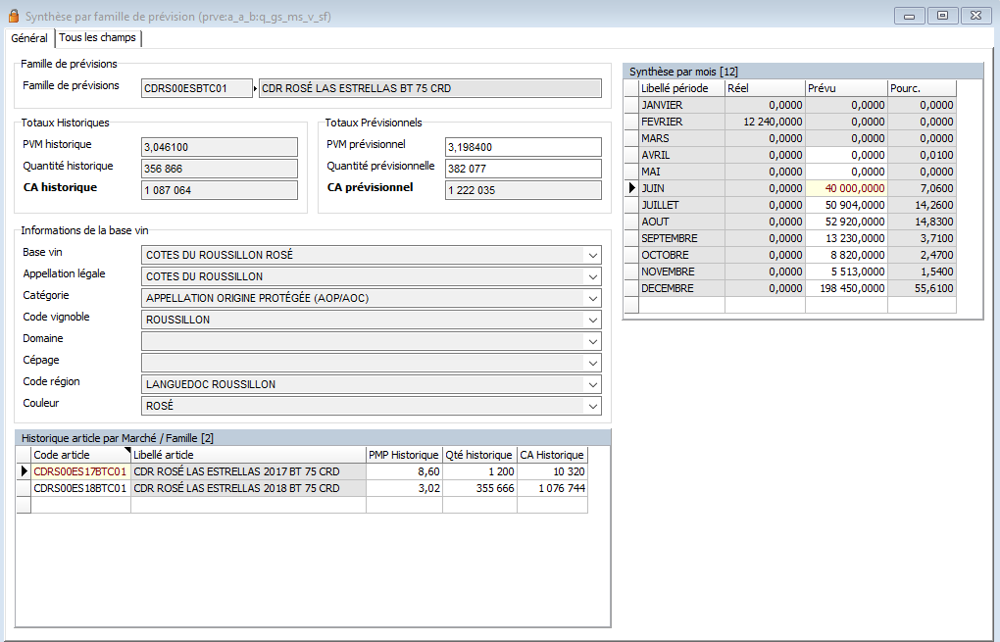 Synthèse par famille de prévision (prve:a_a_b:q_gs_ms_v_sf)
Général Tous les champs
Famille de prévisions
Famille de prévisions CDRS00ESBTC01 CDR ROSÉ LAS ESTRELLAS BT 75 CRD
Totaux Historiques
PVM historique 3,046100
Quantité historique 356 866
CA historique 1 087 064
Totaux Prévisionnels
PVM prévisionnel 3,198400
Quantité prévisionnelle 382 077
CA prévisionnel 1 222 035
Informations de la base vin
Base vin COTES DU ROUSSILLON ROSÉ
Appellation légale COTES DU ROUSSILLON
Catégorie APPELLATION ORIGINE PROTÉGÉE (AOP/AOC)
Code vignoble ROUSSILLON
Domaine
Cépage
Code région LANGUEDOC ROUSSILLON
Couleur ROSÉ
Historique article par Marché / Famille [2]
Code article Libellé article PMP Historique Qté historique CA Historique
CDRS00ES17BTC01 CDR ROSÉ LAS ESTRELLAS 2017 BT 75 CRD 8,60 1 200 10 320
CDRS00ES18BTC01 CDR ROSÉ LAS ESTRELLAS 2018 BT 75 CRD 3,02 355 666 1 076 744
Synthèse par mois [12]
Libellé période Réel Prévu Pourc.
JANVIER 0,0000 0,0000 0,0000
FEVRIER 12 240,0000 0,0000 0,0000
MARS 0,0000 0,0000 0,0000
AVRIL 0,0000 0,0000 0,0100
MAI 0,0000 0,0000 0,0000
JUIN 0,0000 40 000,0000 7,0600
JUILLET 0,0000 50 904,0000 14,2600
AOUT 0,0000 52 920,0000 14,8300
SEPTEMBRE 0,0000 13 230,0000 3,7100
OCTOBRE 0,0000 8 820,0000 2,4700
NOVEMBRE 0,0000 5 513,0000 1,5400
DECEMBRE 0,0000 198 450,0000 55,6100